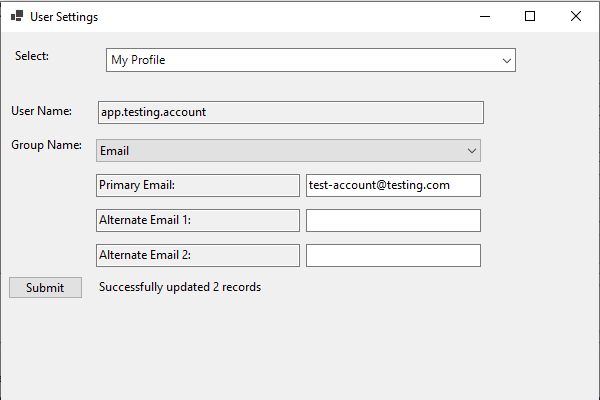 User Settings
Select:
My Profile
User Name:
app.testing.account
Group Name:
Email
Primary Email:
test-account@testing.com
Alternate Email 1:
Alternate Email 2:
Submit
Successfully updated 2 records